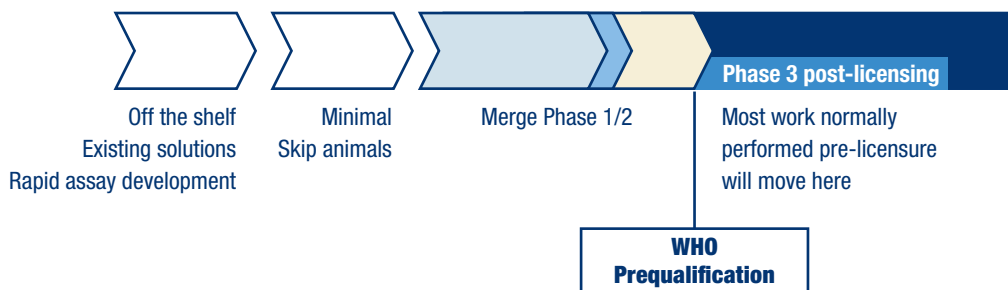 Phase 3 post-licensing
Off the shelf
Existing solutions
Rapid assay development
Minimal
Skip animals
Merge Phase 1/2
Most work normally
performed pre-licensure
will move here
WHO
Prequalification